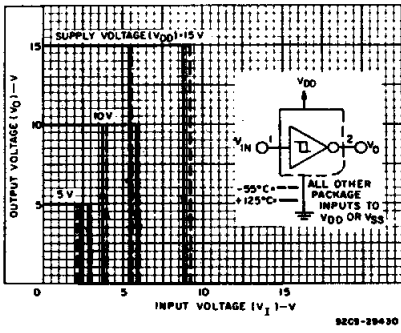 SUPPLY VOLTAGE (VDD)=15 V
15
10 V
10
5 V
5
0
5
10
15
OUTPUT VOLTAGE (VO)—V
INPUT VOLTAGE (VI)—V
VDD
VIN
1
2
VO
-55°C=
+125°C=
ALL OTHER
PACKAGE
INPUTS TO
VDD OR VSS
92CS-29430